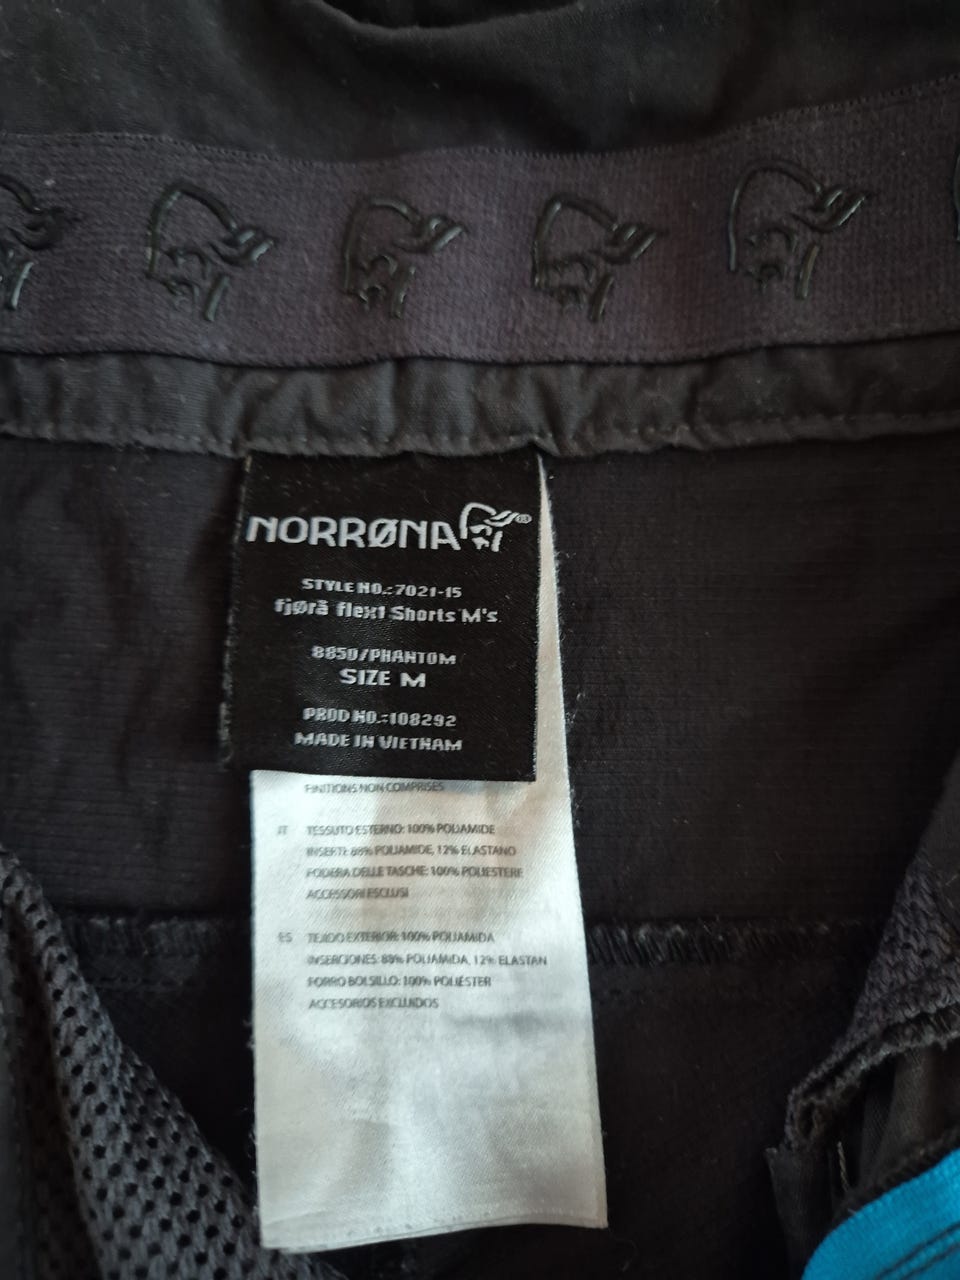 NORRØNA®
STYLE NO.:7021-15
fjørå flex1 Shorts M's
8850/PHANTOM
SIZE M
PROD NO.:108292
MADE IN VIETNAM
FINITIONS NON COMPRISES
IT TESSUTO ESTERNO: 100% POLIAMIDE
INSERTI: 88% POLIAMIDE, 12% ELASTANO
FODERA DELLE TASCHE: 100% POLIESTERE
ACCESSORI ESCLUSI
ES TEJIDO EXTERIOR: 100% POLIAMIDA
INSERCIONES: 88% POLIAMIDA, 12% ELASTAN
FORRO BOLSILLO: 100% POLIÉSTER
ACCESORIOS EXCLUIDOS